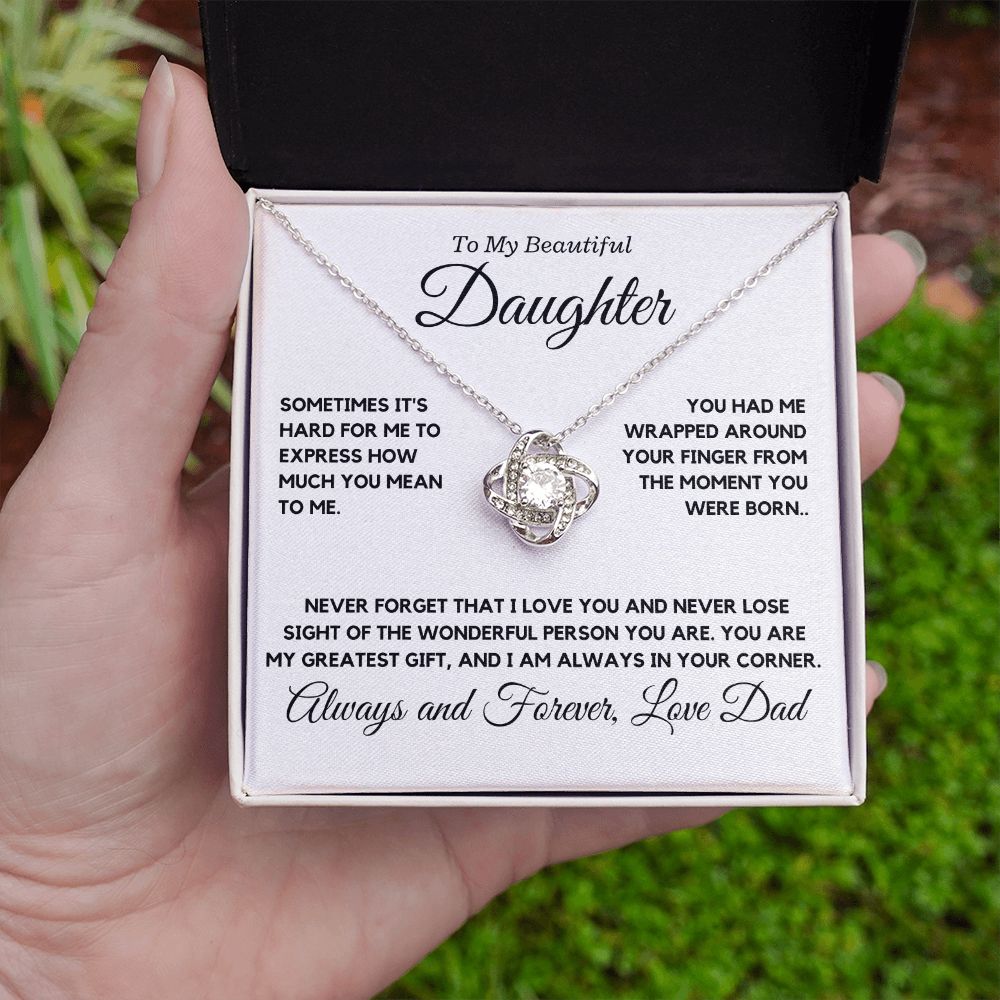 To My Beautiful
Daughter
SOMETIMES IT'S
HARD FOR ME TO
EXPRESS HOW
MUCH YOU MEAN
TO ME.
YOU HAD ME
WRAPPED AROUND
YOUR FINGER FROM
THE MOMENT YOU
WERE BORN..
NEVER FORGET THAT I LOVE YOU AND NEVER LOSE
SIGHT OF THE WONDERFUL PERSON YOU ARE. YOU ARE
MY GREATEST GIFT, AND I AM ALWAYS IN YOUR CORNER.
Always and Forever, Love Dad